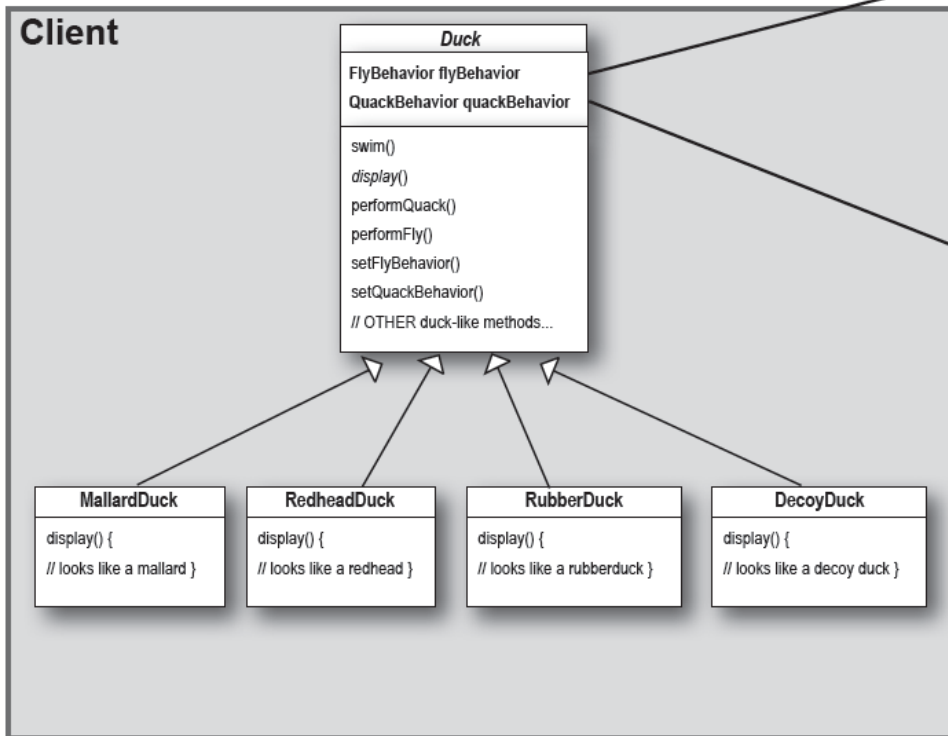 Client
Duck
FlyBehavior flyBehavior
QuackBehavior quackBehavior
swim()
display()
performQuack()
performFly()
setFlyBehavior()
setQuackBehavior()
// OTHER duck-like methods...
MallardDuck
display() {
// looks like a mallard }
RedheadDuck
display() {
// looks like a redhead }
RubberDuck
display() {
// looks like a rubberduck }
DecoyDuck
display() {
// looks like a decoy duck }